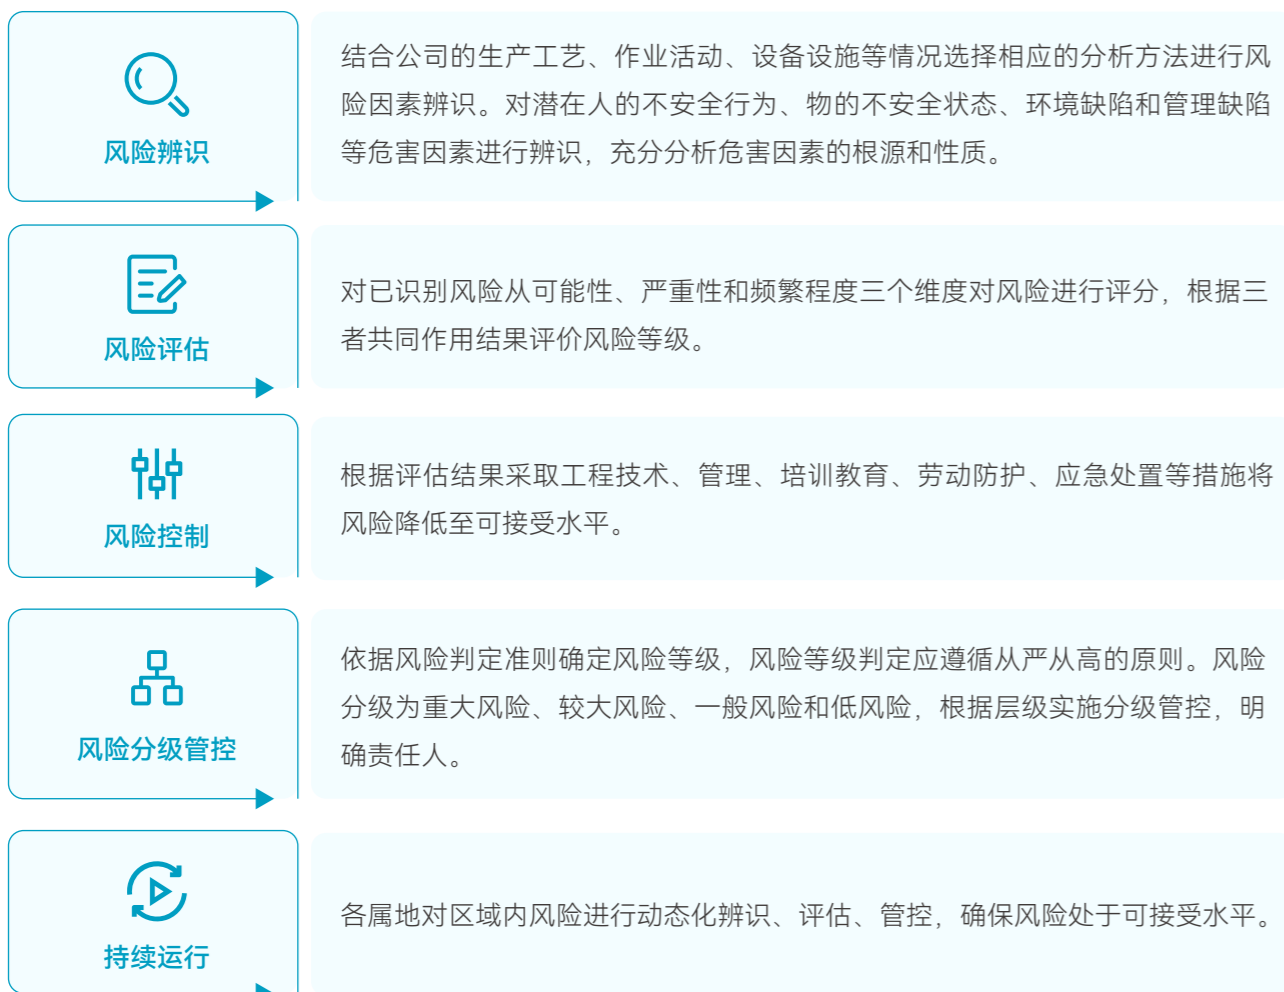 风险辨识
结合公司的生产工艺、作业活动、设备设施等情况选择相应的分析方法进行风
险因素辨识。对潜在人的不安全行为、物的不安全状态、环境缺陷和管理缺陷
等危害因素进行辨识，充分分析危害因素的根源和性质。
风险评估
对已识别风险从可能性、严重性和频繁程度三个维度对风险进行评分，根据三
者共同作用结果评价风险等级。
风险控制
根据评估结果采取工程技术、管理、培训教育、劳动防护、应急处置等措施将
风险降低至可接受水平。
风险分级管控
依据风险判定准则确定风险等级，风险等级判定应遵循从严从高的原则。风险
分级为重大风险、较大风险、一般风险和低风险，根据层级实施分级管控，明
确责任人。
持续运行
各属地对区域内风险进行动态化辨识、评估、管控，确保风险处于可接受水平。